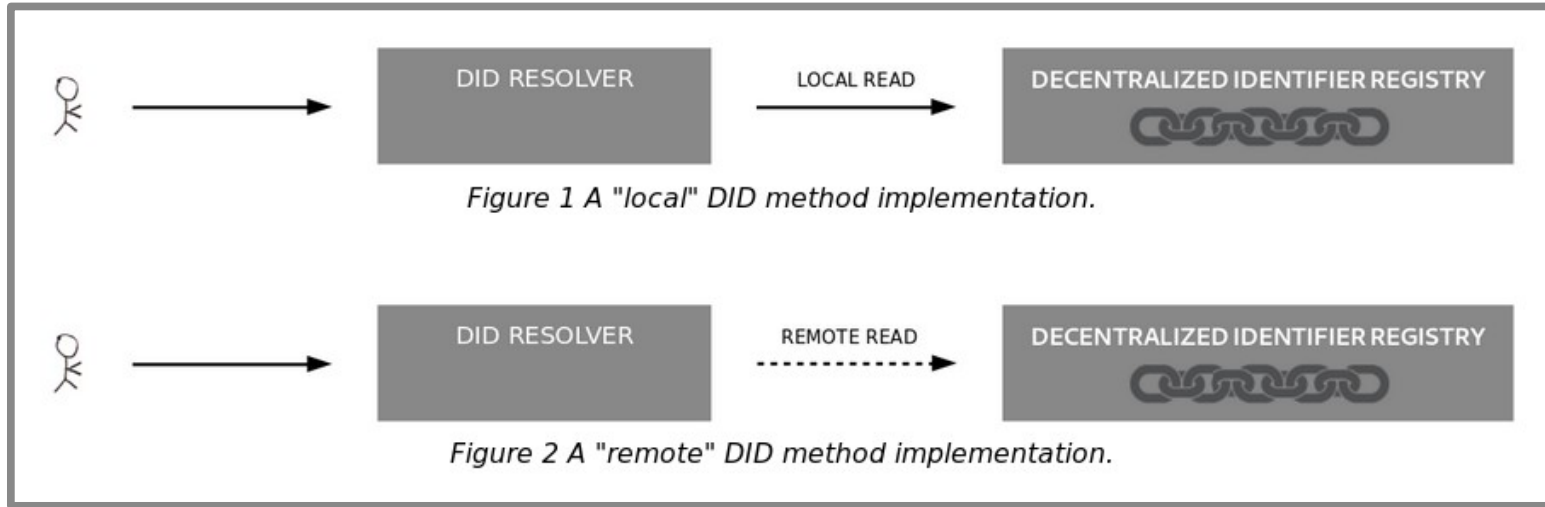 DID RESOLVER
LOCAL READ
DECENTRALIZED IDENTIFIER REGISTRY
Figure 1 A "local" DID method implementation.
DID RESOLVER
REMOTE READ
DECENTRALIZED IDENTIFIER REGISTRY
Figure 2 A "remote" DID method implementation.